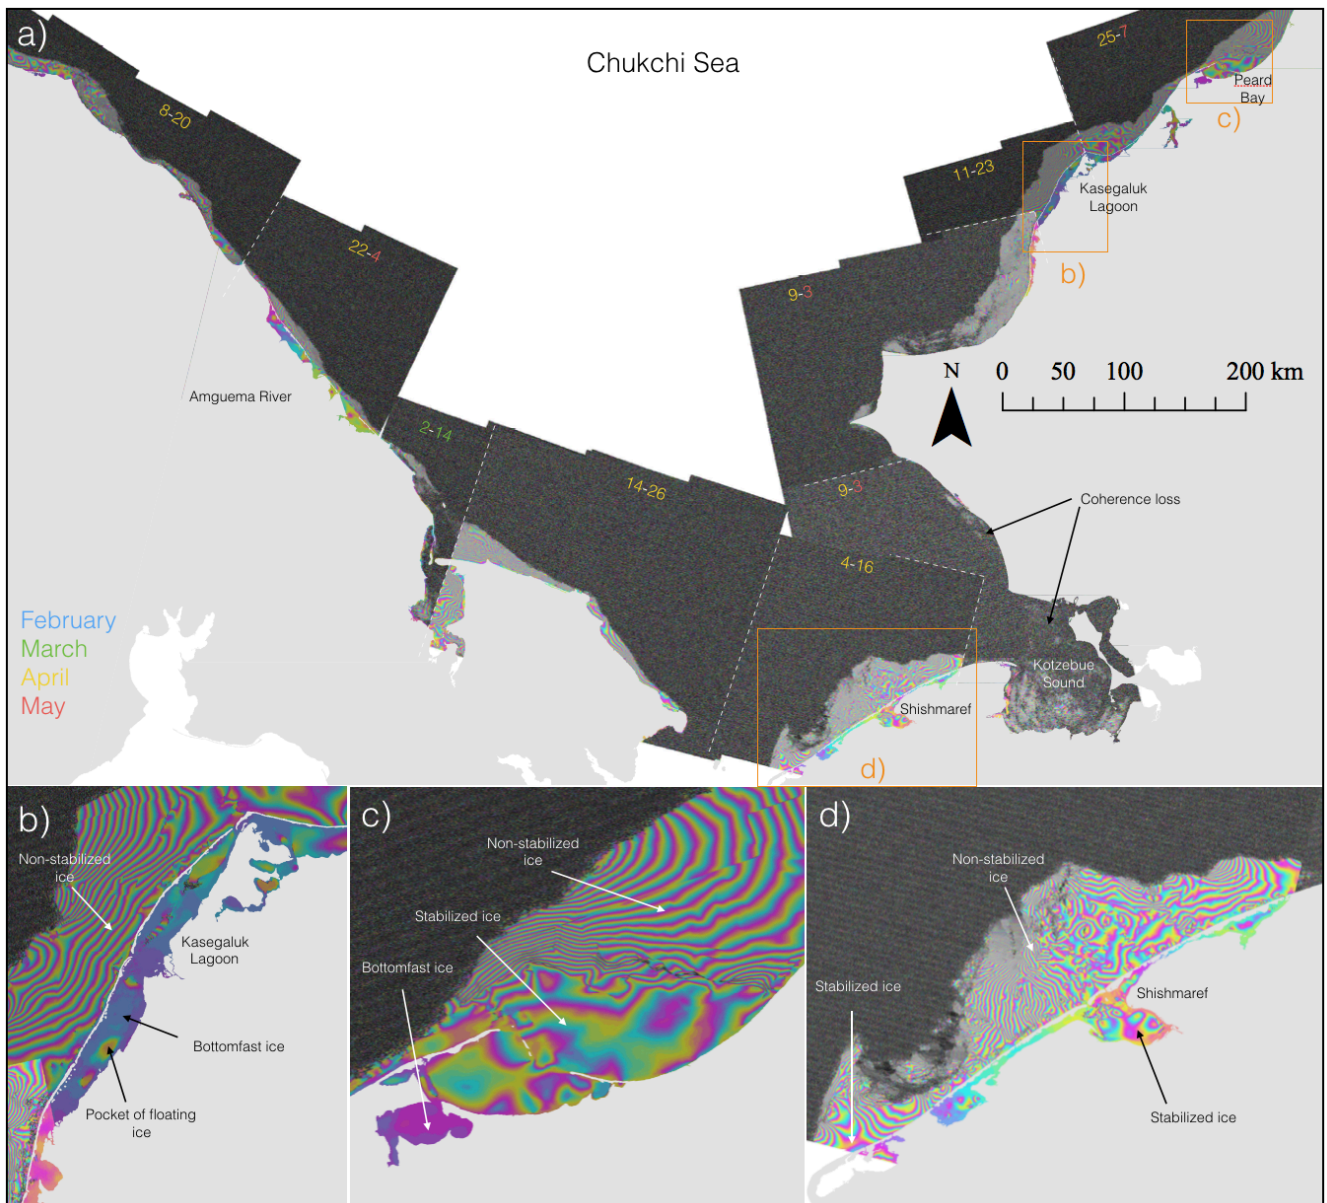 a)
Chukchi Sea
25-7
Peard
Bay
c)
8-20
11-23
Kasegaluk
Lagoon
22-4
b)
9-3
N
0 50 100 200 km
Amguema River
2-14
14-26
9-3
Coherence loss
4-16
February
March
April
May
Kotzebue
Sound
Shishmaref
d)
b)
Non-stabilized
ice
Kasegaluk
Lagoon
Bottomfast ice
Pocket of floating
ice
c)
Non-stabilized
ice
Stabilized ice
Bottomfast ice
d)
Non-stabilized
ice
Stabilized ice
Shishmaref
Stabilized ice